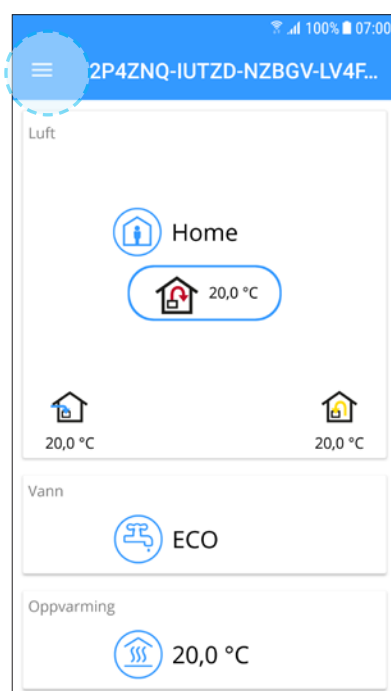 100% 07:00
2P4ZNQ-IUTZD-NZBGV-LV4F...
Luft
Home
20,0 °C
20,0 °C
20,0 °C
Vann
ECO
Oppvarming
20,0 °C